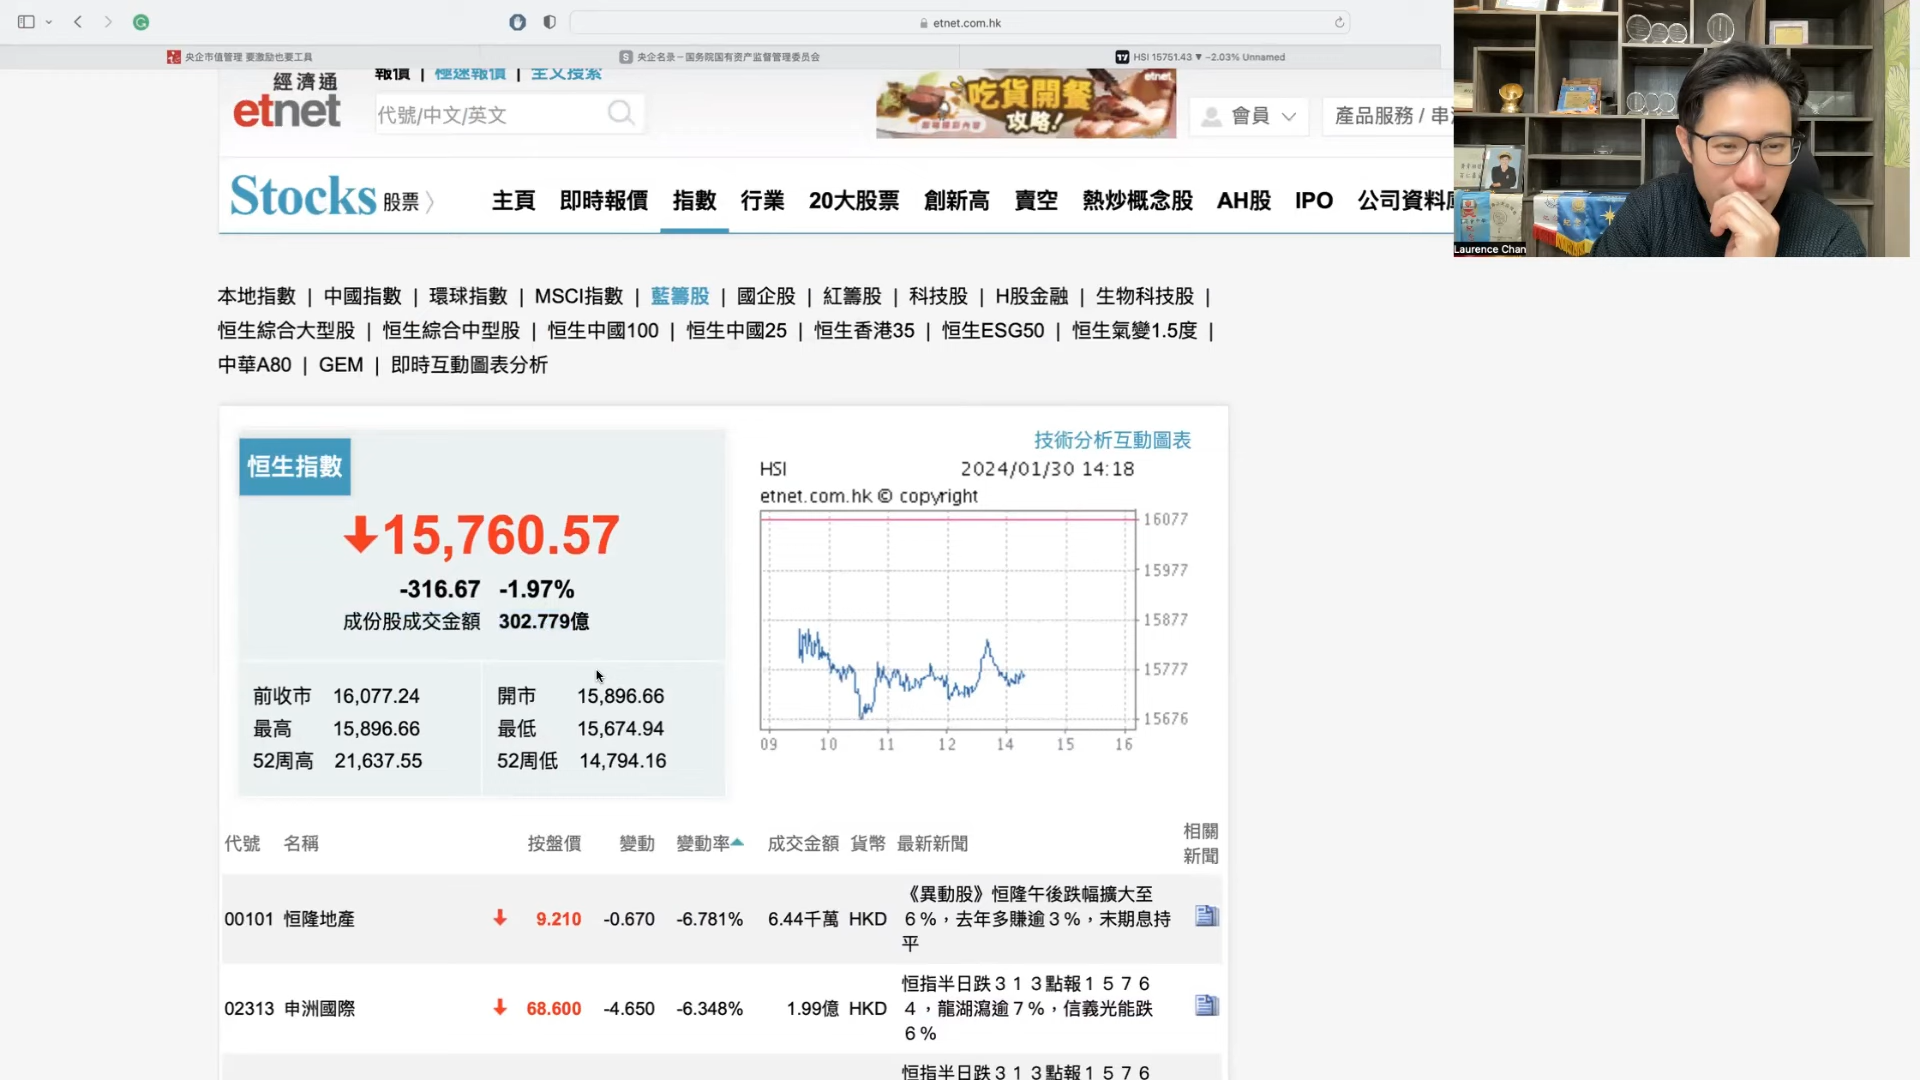 etnet.com.hk
央企市值管理 要激励也要工具
央企名录－国务院国有资产监督管理委员会
HSI 15751.43 ▼ −2.03% Unnamed
經濟通
etnet
報價 | 極速報價 | 全文搜索
代號/中文/英文
etnet
吃貨開餐
攻略!
會員
產品服務 / 串
Stocks 股票
主頁 即時報價 指數 行業 20大股票 創新高 賣空 熱炒概念股 AH股 IPO 公司資料
Laurence Chan
本地指數 | 中國指數 | 環球指數 | MSCI指數 | 藍籌股 | 國企股 | 紅籌股 | 科技股 | H股金融 | 生物科技股 |
恒生綜合大型股 | 恒生綜合中型股 | 恒生中國100 | 恒生中國25 | 恒生香港35 | 恒生ESG50 | 恒生氣變1.5度 |
中華A80 | GEM | 即時互動圖表分析
恒生指數
15,760.57
-316.67 -1.97%
成份股成交金額 302.779億
前收市 16,077.24 開市 15,896.66
最高 15,896.66 最低 15,674.94
52周高 21,637.55 52周低 14,794.16
技術分析互動圖表
HSI 2024/01/30 14:18
etnet.com.hk © copyright
16077
15977
15877
15777
15676
09 10 11 12 14 15 16
代號 名稱 按盤價 變動 變動率 成交金額 貨幣 最新新聞 相關
新聞
00101 恒隆地產 9.210 -0.670 -6.781% 6.44千萬 HKD
《異動股》恒隆午後跌幅擴大至
６%，去年多賺逾３%，末期息持
平
02313 申洲國際 68.600 -4.650 -6.348% 1.99億 HKD
恒指半日跌３１３點報１５７６
４，龍湖瀉逾７%，信義光能跌
６%
恒指半日跌３１３點報１５７６